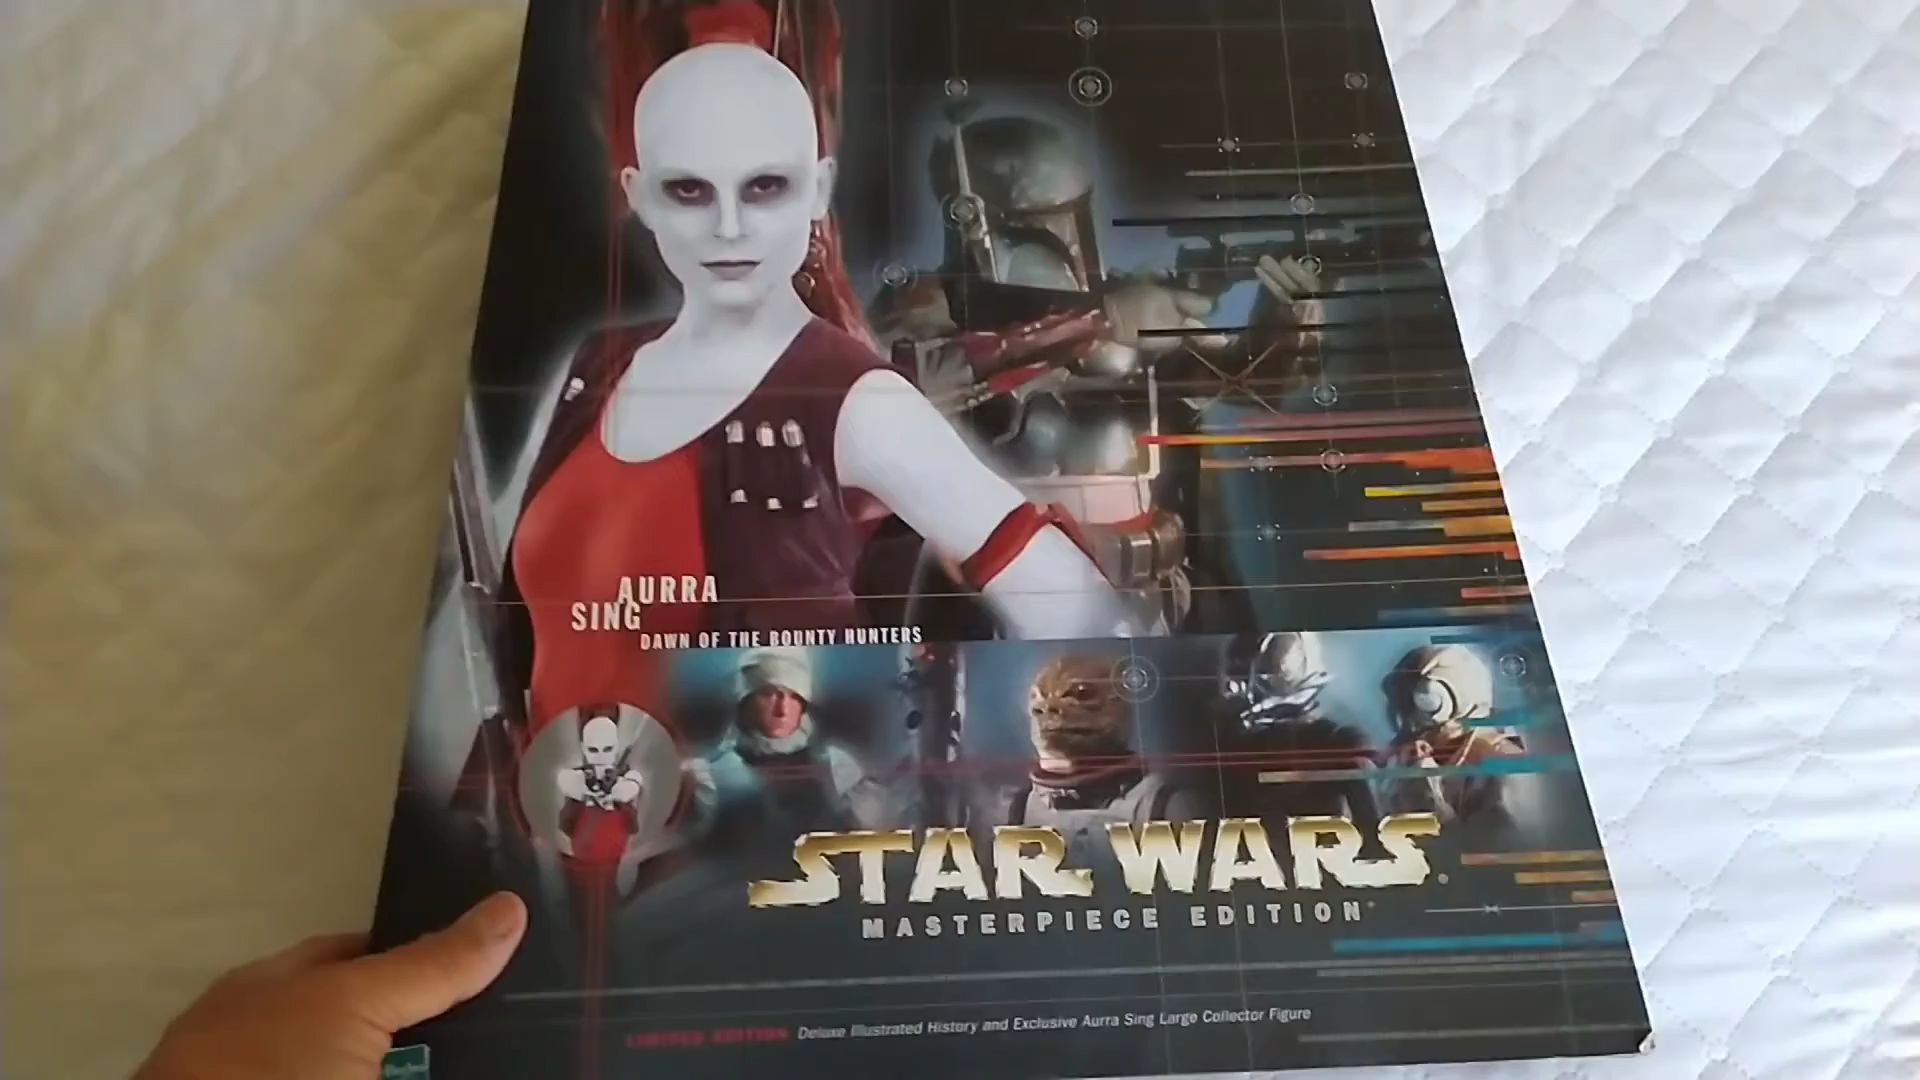 AURRA
SING
DAWN OF THE BOUNTY HUNTERS
STAR WARS
MASTERPIECE EDITION
LIMITED EDITION Deluxe Illustrated History and Exclusive Aurra Sing Large Collector Figure